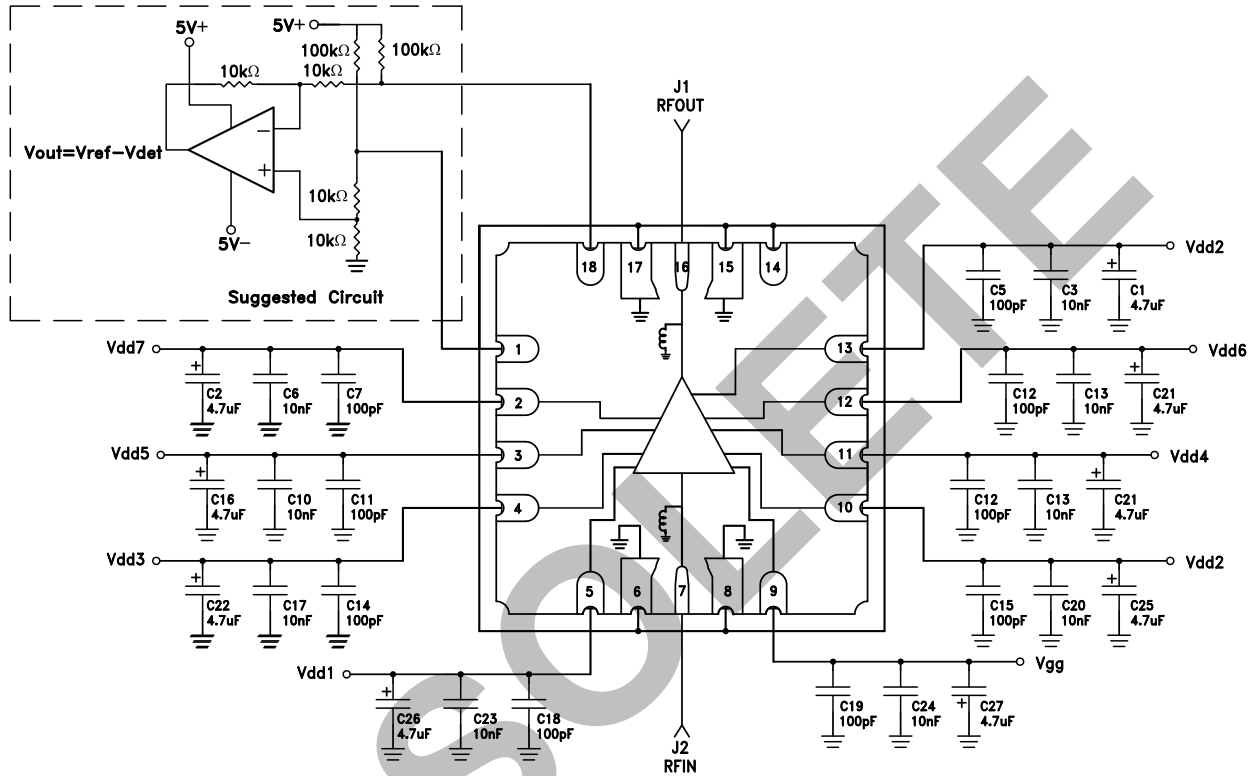 5V+
5V+
100kΩ
100kΩ
10kΩ
10kΩ
J1
RFOUT
Vout=Vref-Vdet
−
+
10kΩ
10kΩ
5V-
Suggested Circuit
18
17
16
15
14
Vdd2
C5
100pF
C3
10nF
+
C1
4.7uF
Vdd7
+
C2
4.7uF
C6
10nF
C7
100pF
1
13
Vdd6
C12
100pF
C13
10nF
+
C21
4.7uF
2
12
Vdd5
+
C16
4.7uF
C10
10nF
C11
100pF
3
11
Vdd4
C12
100pF
C13
10nF
+
C21
4.7uF
4
10
Vdd3
+
C22
4.7uF
C17
10nF
C14
100pF
Vdd2
C15
100pF
C20
10nF
+
C25
4.7uF
5
6
7
8
9
Vdd1
+
C26
4.7uF
C23
10nF
C18
100pF
Vgg
C19
100pF
C24
10nF
+
C27
4.7uF
J2
RFIN
SOLETE